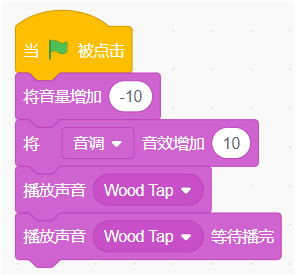 当 被点击
将音量增加 -10
将 音调 音效增加 10
播放声音 Wood Tap
播放声音 Wood Tap 等待播完